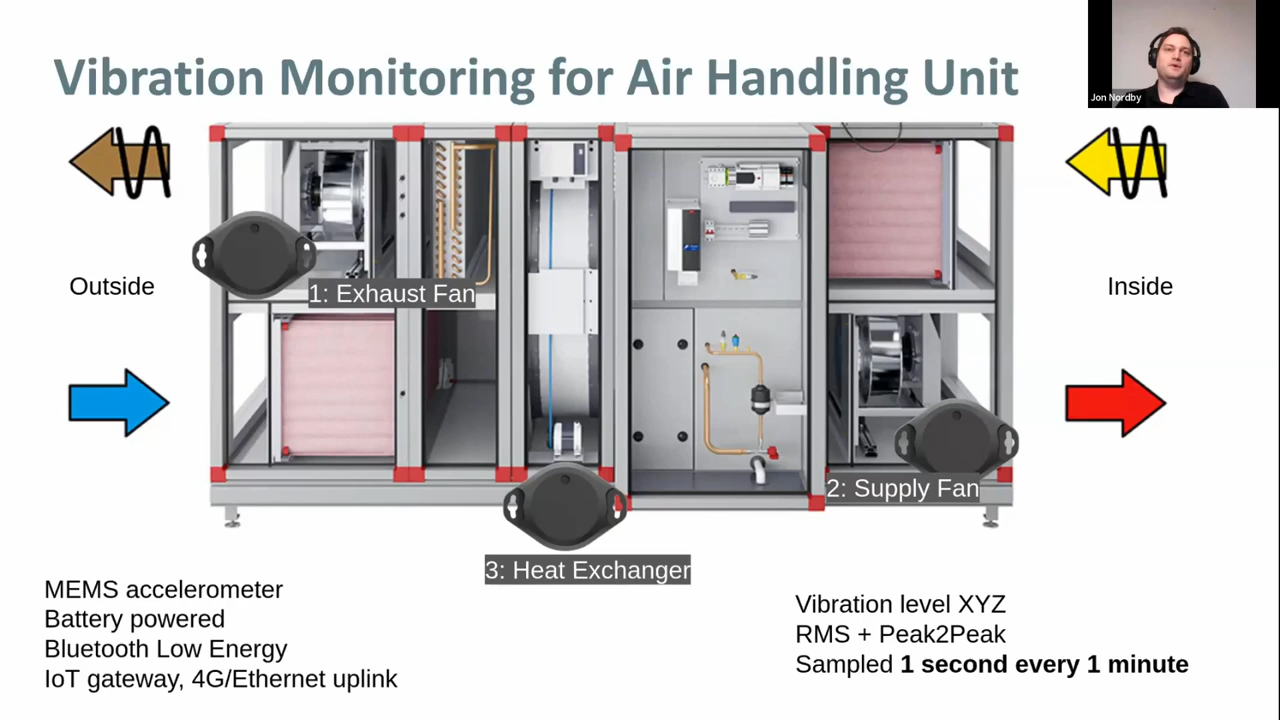 Vibration Monitoring for Air Handling Unit
Jon Nordby
Outside
Inside
1: Exhaust Fan
2: Supply Fan
3: Heat Exchanger
MEMS accelerometer
Battery powered
Bluetooth Low Energy
IoT gateway, 4G/Ethernet uplink
Vibration level XYZ
RMS + Peak2Peak
Sampled 1 second every 1 minute